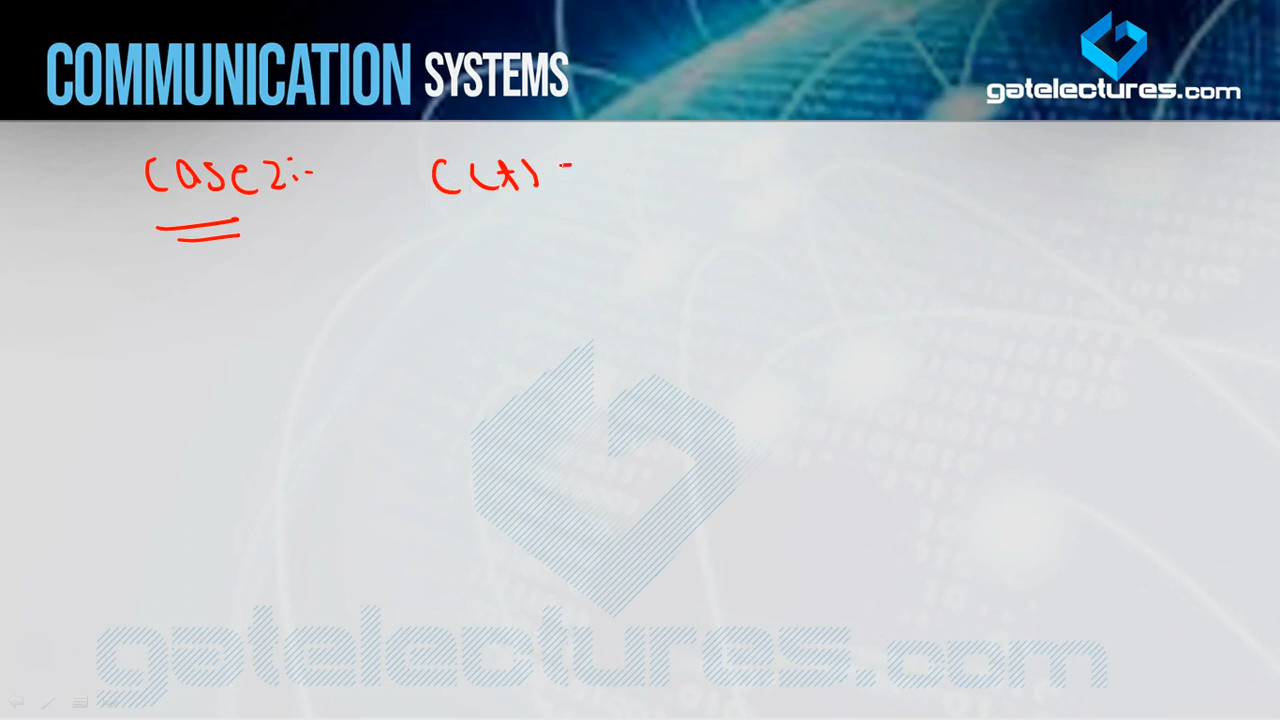 COMMUNICATION SYSTEMS
gatelectures.com
Case 2:- C(t) =
gatelectures.com